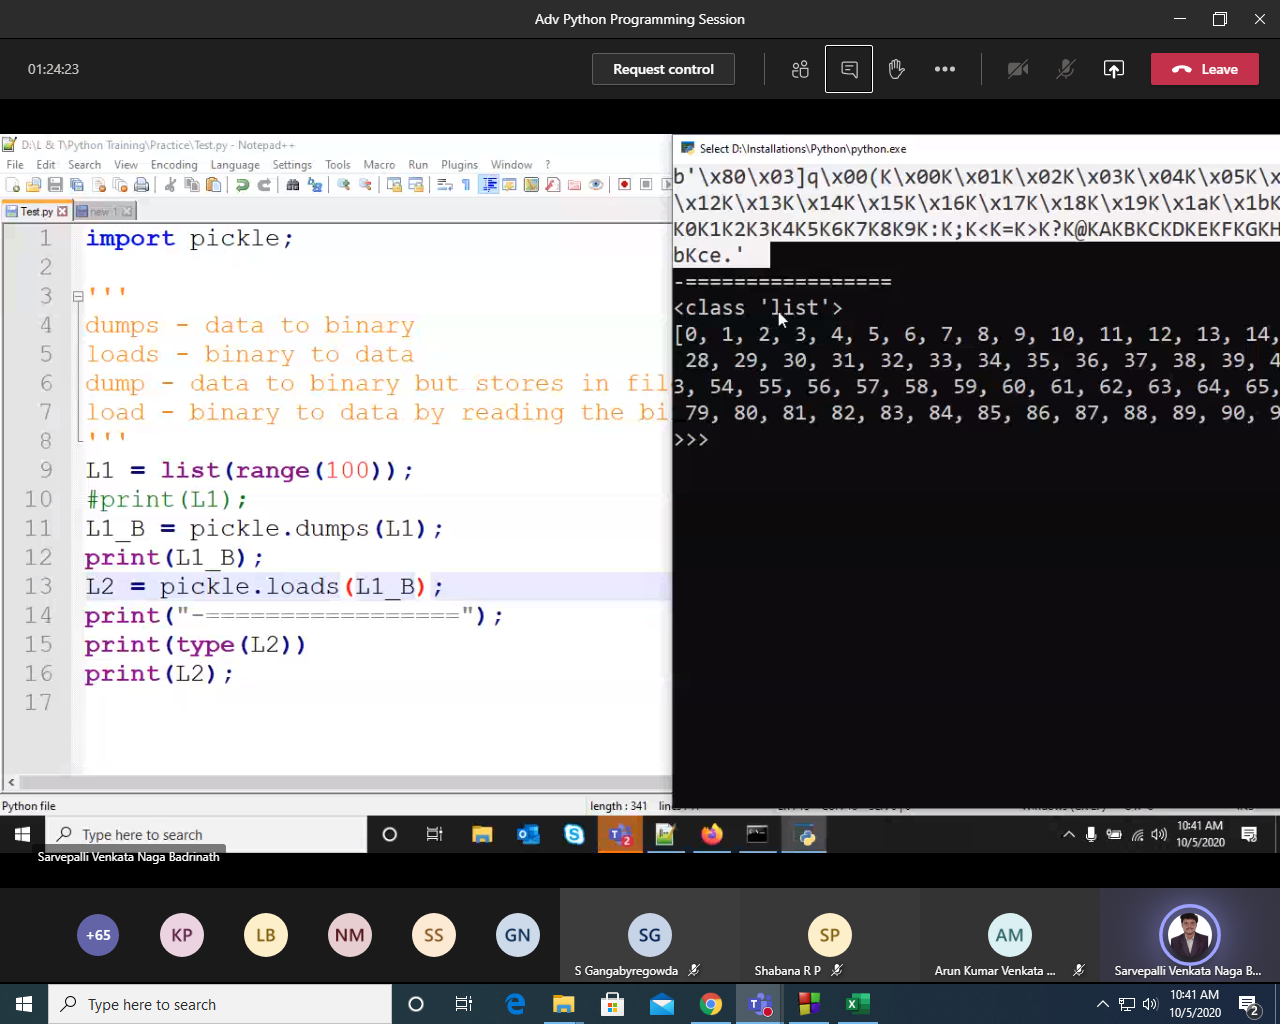 Adv Python Programming Session
01:24:23
Request control
Leave
D:\L & T\Python Training\Practice\Test.py - Notepad++
File Edit Search View Encoding Language Settings Tools Macro Run Plugins Window ?
Test.py
new 1
1 import pickle;
2
3 '''
4 dumps - data to binary
5 loads - binary to data
6 dump - data to binary but stores in fil
7 load - binary to data by reading the bi
8 '''
9 L1 = list(range(100));
10 #print(L1);
11 L1_B = pickle.dumps(L1);
12 print(L1_B);
13 L2 = pickle.loads(L1_B);
14 print("-=================");
15 print(type(L2))
16 print(L2);
17
Python file
length : 341
Select D:\Installations\Python\python.exe
b'\x80\x03]q\x00(K\x00K\x01K\x02K\x03K\x04K\x05K\x
\x12K\x13K\x14K\x15K\x16K\x17K\x18K\x19K\x1aK\x1bK
K0K1K2K3K4K5K6K7K8K9K:K;K<K=K>K?K@KAKBKCKDKEKFKGKH
bKce.'
-=================
<class 'list'>
[0, 1, 2, 3, 4, 5, 6, 7, 8, 9, 10, 11, 12, 13, 14,
28, 29, 30, 31, 32, 33, 34, 35, 36, 37, 38, 39, 4
3, 54, 55, 56, 57, 58, 59, 60, 61, 62, 63, 64, 65,
79, 80, 81, 82, 83, 84, 85, 86, 87, 88, 89, 90, 9
>>>
Type here to search
2
10:41 AM
10/5/2020
Sarvepalli Venkata Naga Badrinath
+65
KP
LB
NM
SS
GN
SG
S Gangabyregowda
SP
Shabana R P
AM
Arun Kumar Venkata ...
Sarvepalli Venkata Naga B...
Type here to search
10:41 AM
10/5/2020
2